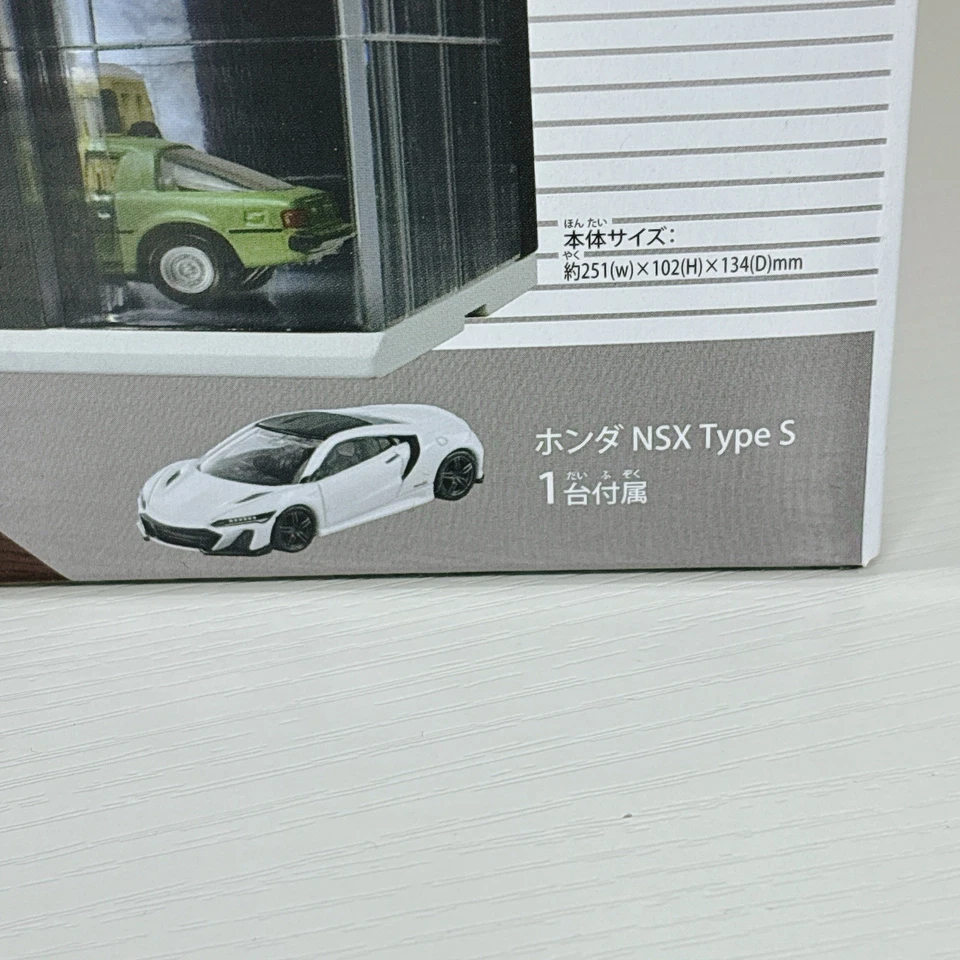 ほんたい
本体サイズ：
やく
約251(w)×102(H)×134(D)mm
ホンダ NSX Type S
だい ふ ぞく
1台付属